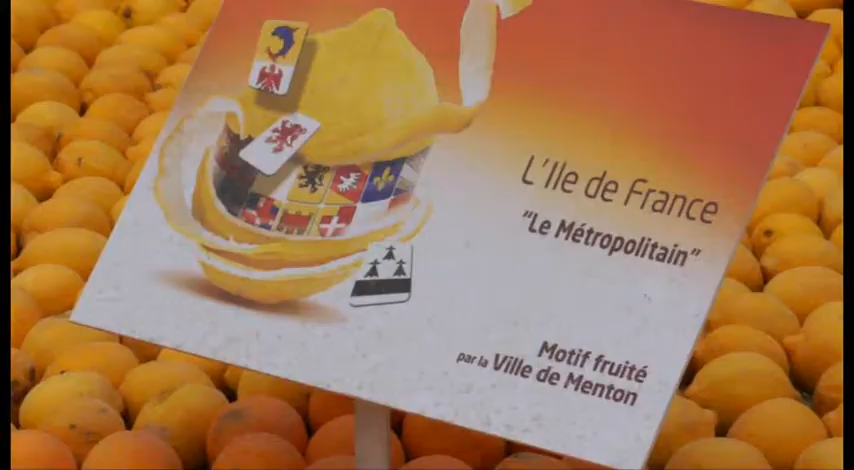 L'Ile de France
"Le Métropolitain"
Motif fruité
par la Ville de Menton